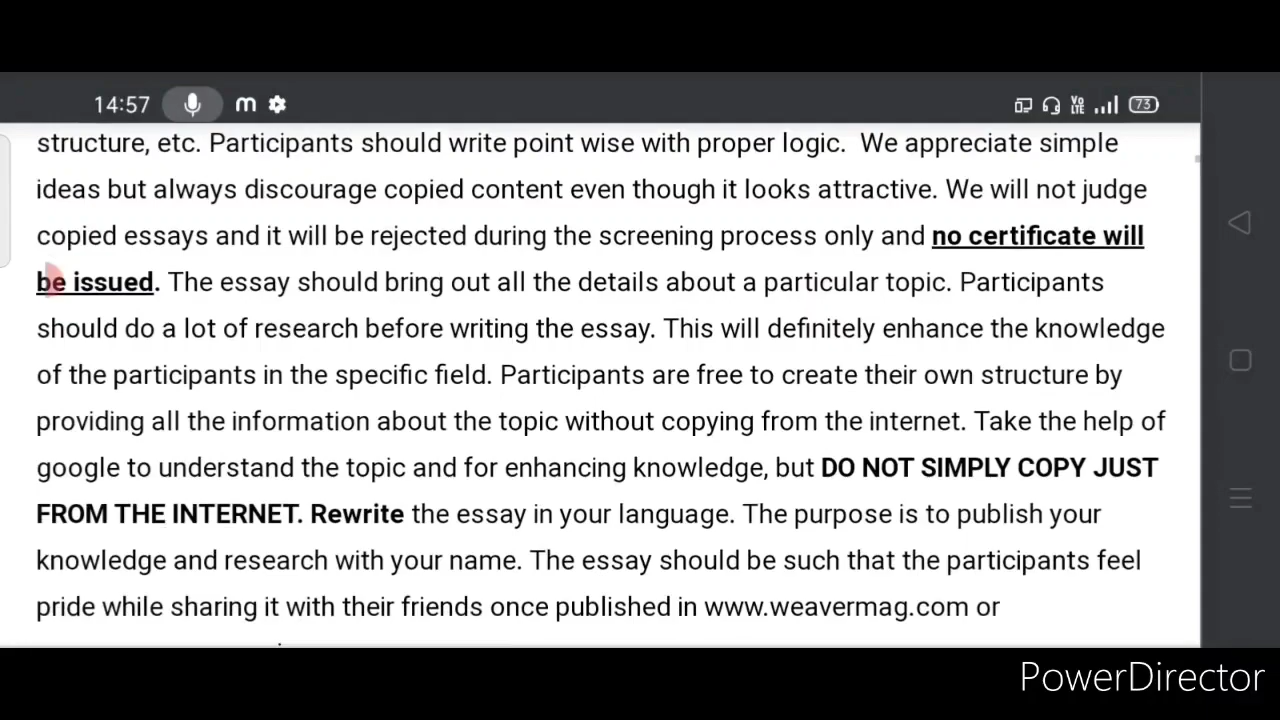 14:57 m Vo LTE 73
structure, etc. Participants should write point wise with proper logic. We appreciate simple
ideas but always discourage copied content even though it looks attractive. We will not judge
copied essays and it will be rejected during the screening process only and no certificate will
be issued. The essay should bring out all the details about a particular topic. Participants
should do a lot of research before writing the essay. This will definitely enhance the knowledge
of the participants in the specific field. Participants are free to create their own structure by
providing all the information about the topic without copying from the internet. Take the help of
google to understand the topic and for enhancing knowledge, but DO NOT SIMPLY COPY JUST
FROM THE INTERNET. Rewrite the essay in your language. The purpose is to publish your
knowledge and research with your name. The essay should be such that the participants feel
pride while sharing it with their friends once published in www.weavermag.com or
PowerDirector